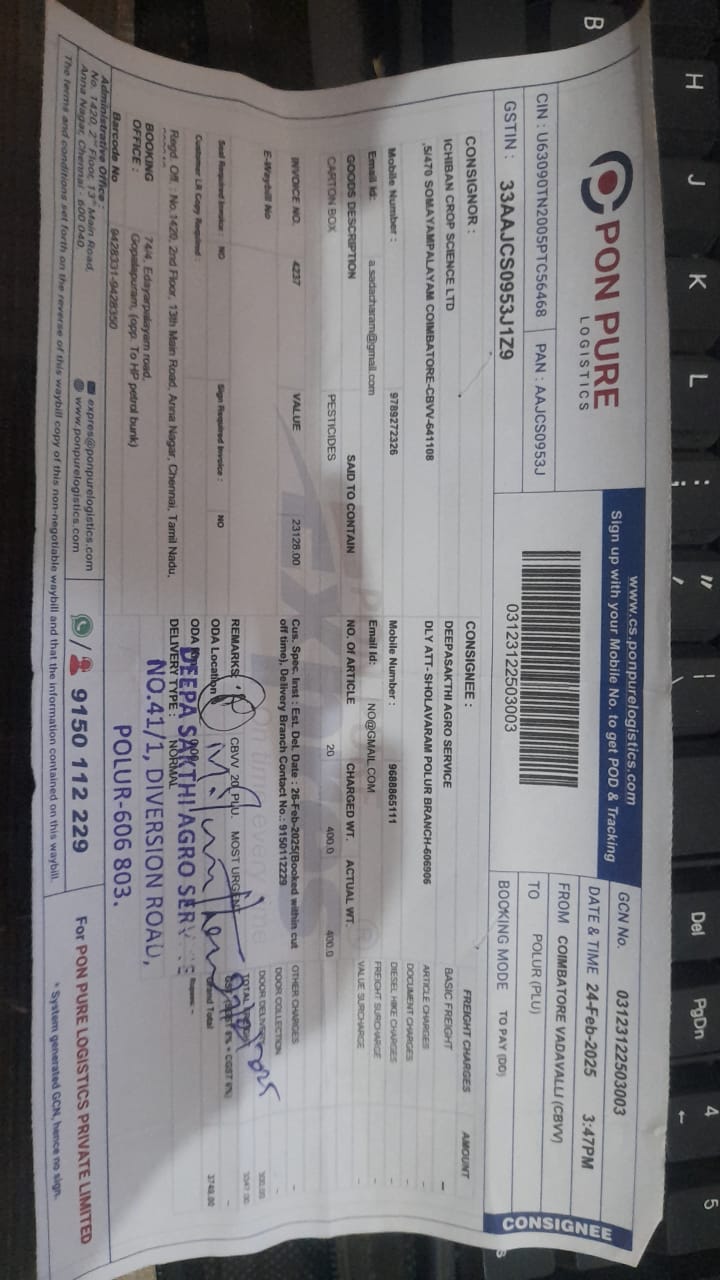 PON PURE
LOGISTICS
CIN : U63090TN2005PTC56468 PAN : AAJCS0953J
GSTIN : 33AAJCS0953J1Z9
www.cs.ponpurelogistics.com
Sign up with your Mobile No. to get POD & Tracking
03123122503003
GCN No. 03123122503003
DATE & TIME 24-Feb-2025 3:47PM
FROM COIMBATORE VADAVALLI (CBVV)
TO POLUR (PLU)
BOOKING MODE TO PAY (DD)
CONSIGNEE
CONSIGNOR :
ICHIBAN CROP SCIENCE LTD
,5/470 SOMAYAMPALAYAM COIMBATORE-CBVV-641108
Mobile Number : 9789272326
Email Id: a.sadacharam@gmail.com
CONSIGNEE :
DEEPASAKTHI AGRO SERVICE
DLY ATT- SHOLAVARAM POLUR BRANCH-606906
Mobile Number : 9688865111
Email Id: NO@GMAIL.COM
GOODS DESCRIPTION SAID TO CONTAIN NO. OF ARTICLE CHARGED WT. ACTUAL WT.
CARTON BOX PESTICIDES 20 400.0 400.0
INVOICE NO. 4237 VALUE 23128.00
E-Waybill No
Cus. Spec. Inst : Est. Del. Date : 26-Feb-2025(Booked within cut
off time), Delivery Branch Contact No.: 9150112229
Seal Required Invoice : NO Sign Required Invoice : NO
Customer LR Copy Required :
REMARKS : CBVV 20 PLU. MOST URGENT
ODA Location
DELIVERY TYPE : NORMAL
FREIGHT CHARGES AMOUNT
BASIC FREIGHT -
ARTICLE CHARGES -
DOCUMENT CHARGES -
DIESEL HIKE CHARGES -
FREIGHT SURCHARGE -
VALUE SURCHARGE -
OTHER CHARGES -
DOOR COLLECTION -
DOOR DELIVERY
TOTAL
Grand Total
Regd. Off. : No.1420, 2nd Floor, 13th Main Road, Anna Nagar, Chennai, Tamil Nadu,
BOOKING OFFICE : 74/4, Edayarpalayam road,
Gopalapuram, (opp. To HP petrol bunk)
Barcode No 9428331-9428350
DEEPA SAKTHI AGRO
NO.41/1, DIVERSION ROAD,
POLUR-606 803.
Administrative Office :
No. 1420, 2nd Floor, 13th Main Road,
Anna Nagar, Chennai - 600 040.
expres@ponpurelogistics.com
www.ponpurelogistics.com
9150 112 229
For PON PURE LOGISTICS PRIVATE LIMITED
The terms and conditions set forth on the reverse of this waybill copy of this non-negotiable waybill and that the information contained on this waybill.
* System generated GCN, hence no sign.
B
H
J
K
L
Del
PgDn
4
5